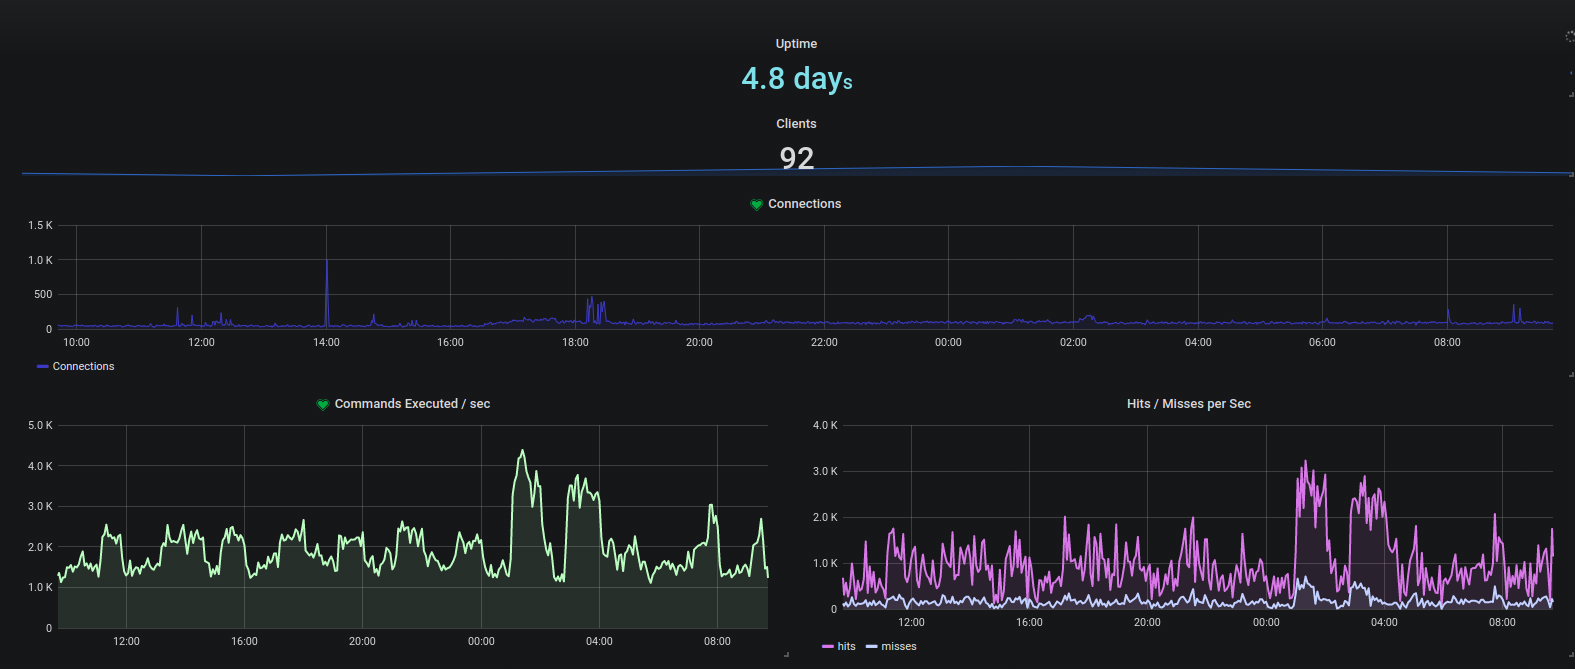 Uptime
4.8 days
Clients
92
Connections
1.5 K
1.0 K
500
0
10:00 12:00 14:00 16:00 18:00 20:00 22:00 00:00 02:00 04:00 06:00 08:00
Connections
Commands Executed / sec
5.0 K
4.0 K
3.0 K
2.0 K
1.0 K
0
12:00 16:00 20:00 00:00 04:00 08:00
Hits / Misses per Sec
4.0 K
3.0 K
2.0 K
1.0 K
0
12:00 16:00 20:00 00:00 04:00 08:00
hits misses